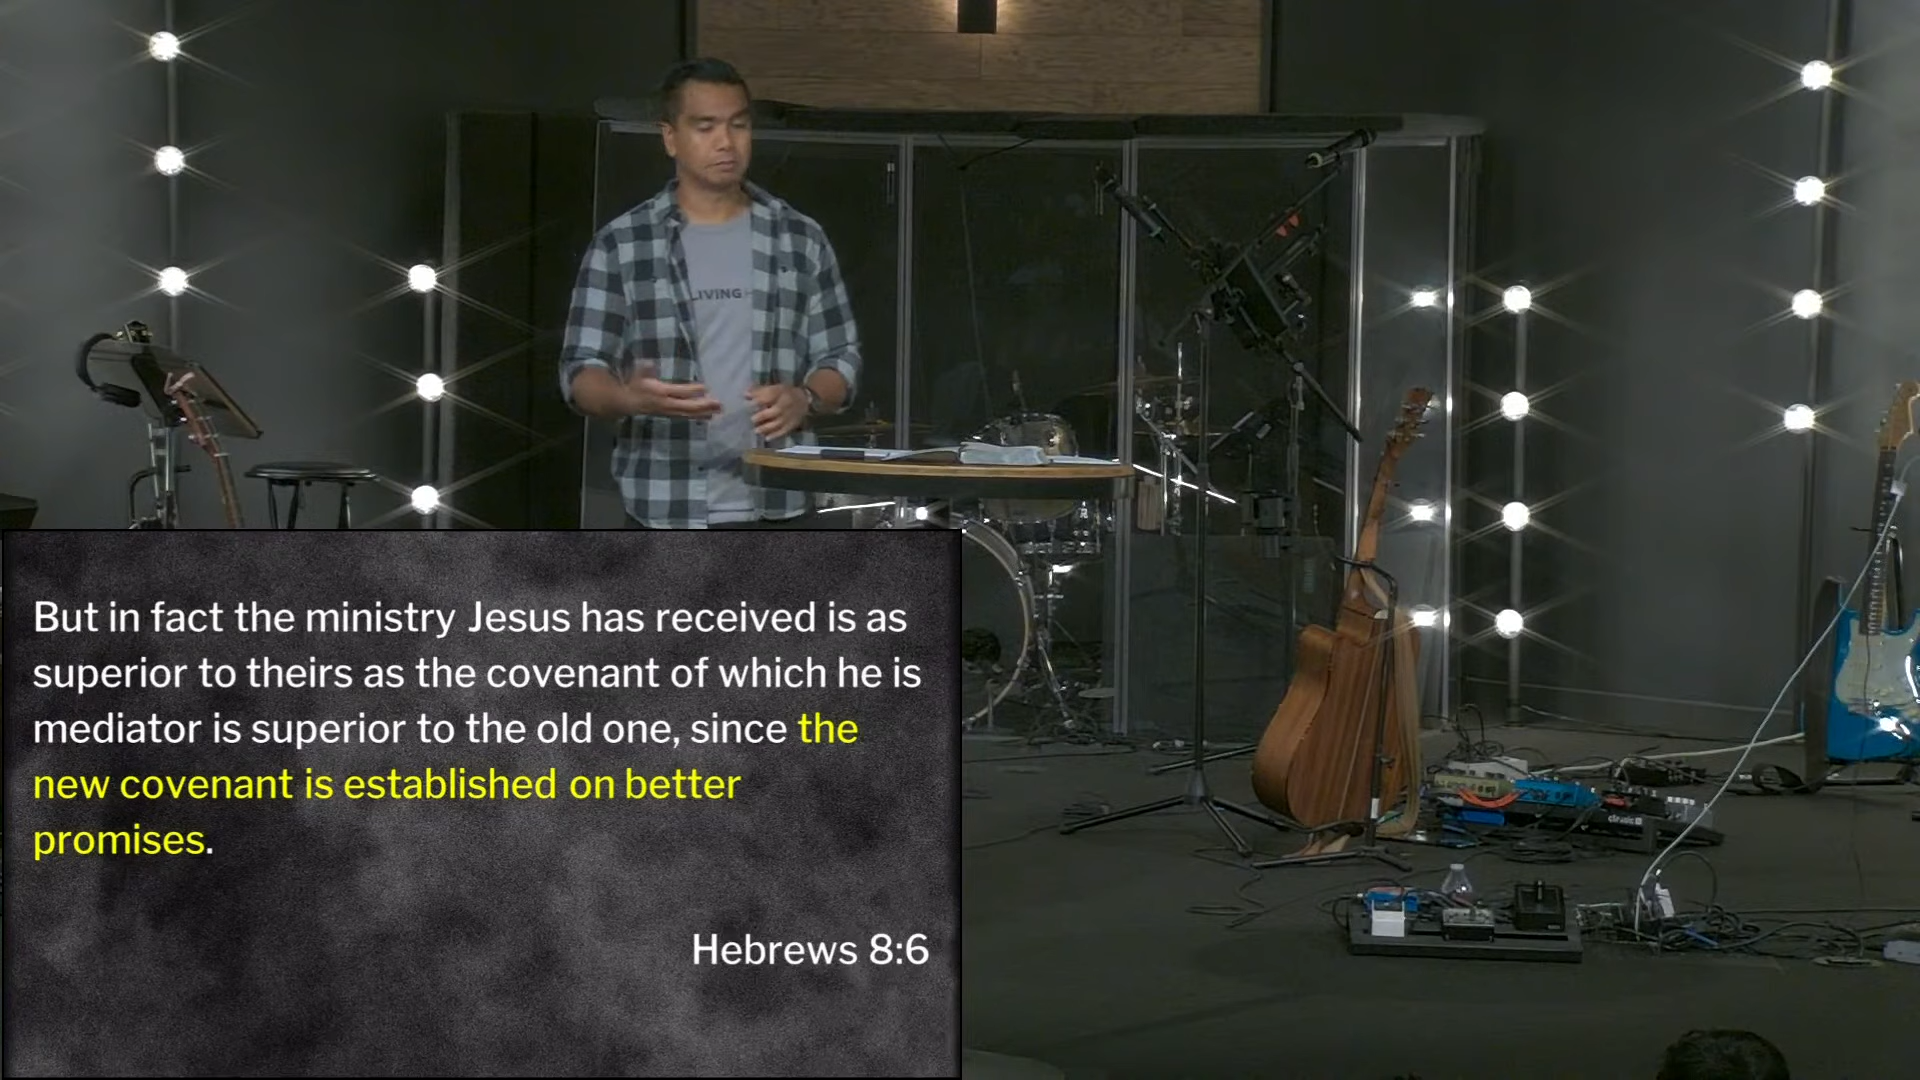 LIVING
But in fact the ministry Jesus has received is as
superior to theirs as the covenant of which he is
mediator is superior to the old one, since the
new covenant is established on better
promises.
Hebrews 8:6